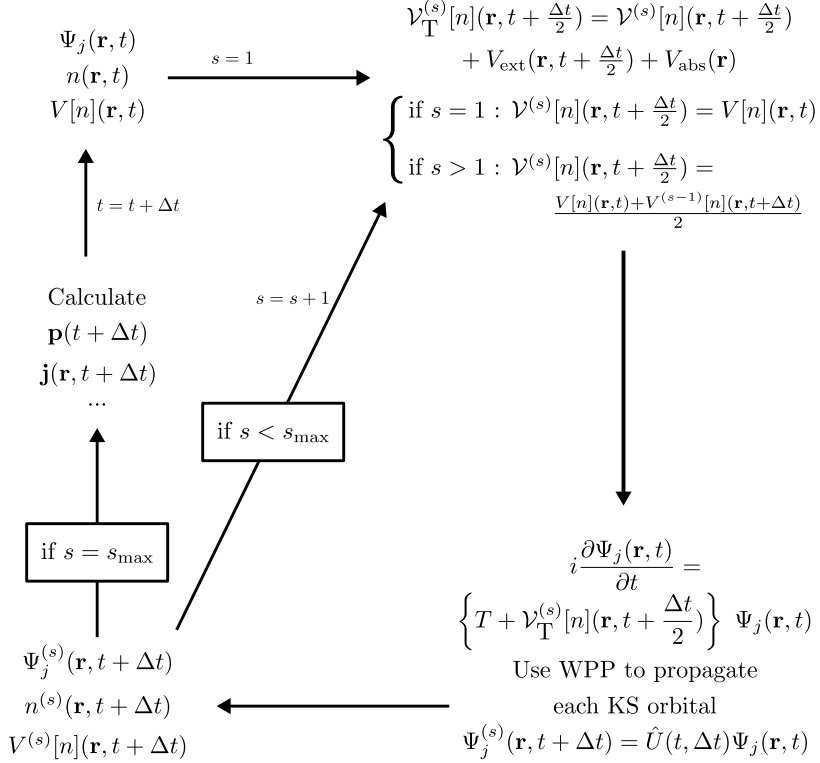 Ψ_j(𝐫, t)
n(𝐫, t)
V[n](𝐫, t)
s = 1
𝒱_T^{(s)}[n](𝐫, t + Δt/2) = 𝒱^{(s)}[n](𝐫, t + Δt/2)
+ V_ext(𝐫, t + Δt/2) + V_abs(𝐫)
if s = 1 : 𝒱^{(s)}[n](𝐫, t + Δt/2) = V[n](𝐫, t)
if s > 1 : 𝒱^{(s)}[n](𝐫, t + Δt/2) =
(V[n](𝐫,t)+V^{(s−1)}[n](𝐫,t+Δt))/2
t = t + Δt
Calculate
𝐩(t + Δt)
𝐣(𝐫, t + Δt)
...
s = s + 1
if s < s_max
if s = s_max
i ∂Ψ_j(𝐫, t)/∂t =
{T + 𝒱_T^{(s)}[n](𝐫, t + Δt/2)} Ψ_j(𝐫, t)
Use WPP to propagate
each KS orbital
Ψ_j^{(s)}(𝐫, t + Δt) = Û(t, Δt)Ψ_j(𝐫, t)
Ψ_j^{(s)}(𝐫, t + Δt)
n^{(s)}(𝐫, t + Δt)
V^{(s)}[n](𝐫, t + Δt)